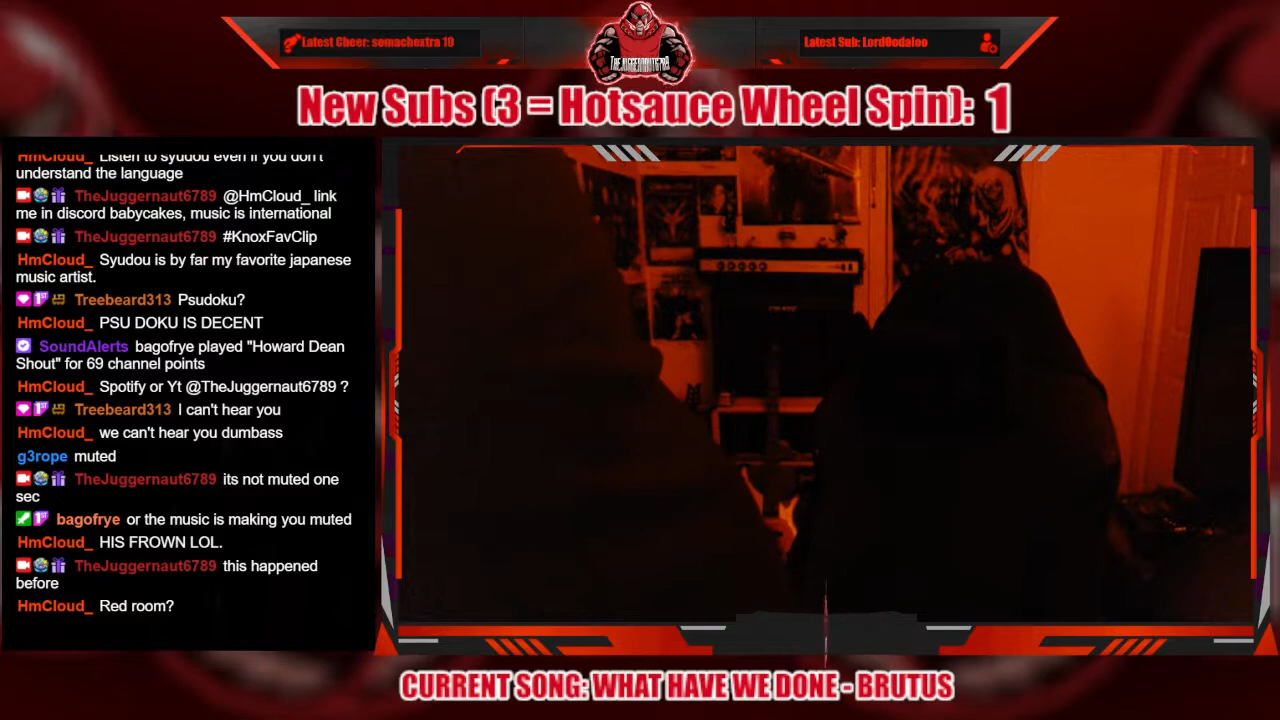 Latest Cheer: somachextra 10
Latest Sub: LordOodaloo
THEJUGGERNAUT6789
New Subs (3 = Hotsauce Wheel Spin): 1
HmCloud_ Listen to syudou even if you don't
understand the language
TheJuggernaut6789 @HmCloud_ link
me in discord babycakes, music is international
TheJuggernaut6789 #KnoxFavClip
HmCloud_ Syudou is by far my favorite japanese
music artist.
Treebeard313 Psudoku?
HmCloud_ PSU DOKU IS DECENT
SoundAlerts bagofrye played "Howard Dean
Shout" for 69 channel points
HmCloud_ Spotify or Yt @TheJuggernaut6789 ?
Treebeard313 I can't hear you
HmCloud_ we can't hear you dumbass
g3rope muted
TheJuggernaut6789 its not muted one
sec
bagofrye or the music is making you muted
HmCloud_ HIS FROWN LOL.
TheJuggernaut6789 this happened
before
HmCloud_ Red room?
CURRENT SONG: WHAT HAVE WE DONE - BRUTUS